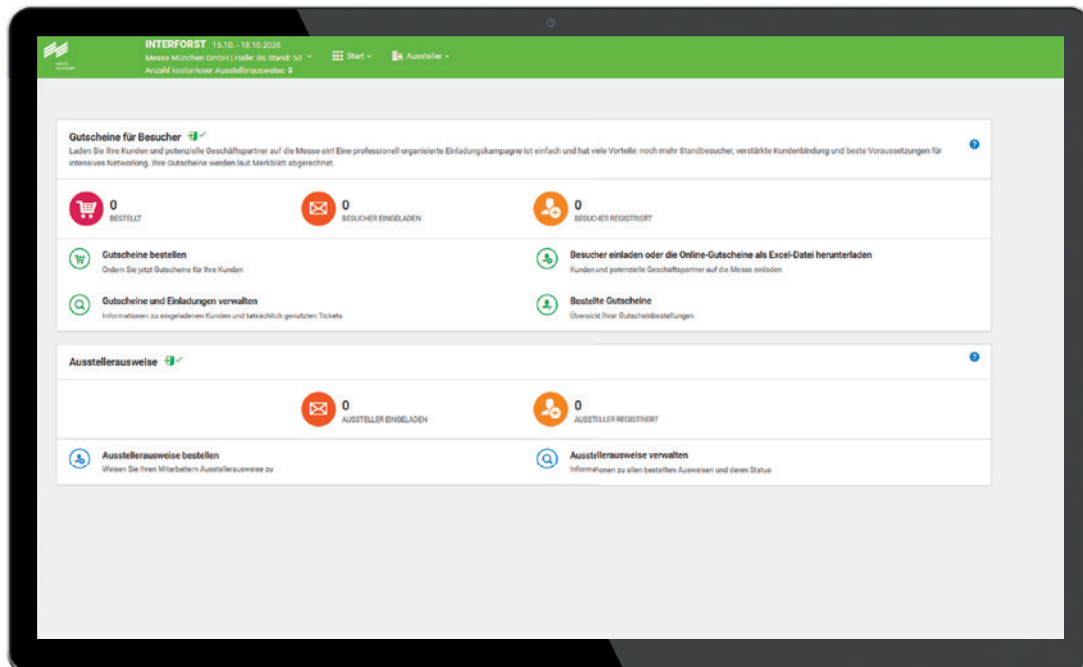 INTERFORST 15.10. - 18.10.2026
Messe München GmbH | Halle: B6 Stand: 50
Anzahl kostenloser Ausstellerausweise: 3
Start
Aussteller
MESSE
MÜNCHEN
Gutscheine für Besucher
Laden Sie Ihre Kunden und potenzielle Geschäftspartner auf die Messe ein! Eine professionell organisierte Einladungskampagne ist einfach und hat viele Vorteile: noch mehr Standbesucher, verstärkte Kundenbindung und beste Voraussetzungen für
intensives Networking. Ihre Gutscheine werden laut Merkblatt abgerechnet.
0
BESTELLT
0
BESUCHER EINGELADEN
0
BESUCHER REGISTRIERT
Gutscheine bestellen
Ordern Sie jetzt Gutscheine für Ihre Kunden
Besucher einladen oder die Online-Gutscheine als Excel-Datei herunterladen
Kunden und potenzielle Geschäftspartner auf die Messe einladen
Gutscheine und Einladungen verwalten
Informationen zu eingeladenen Kunden und tatsächlich genutzten Tickets
Bestellte Gutscheine
Übersicht Ihrer Gutscheinbestellungen
Ausstellerausweise
0
AUSSTELLER EINGELADEN
0
AUSSTELLER REGISTRIERT
Ausstellerausweise bestellen
Weisen Sie Ihren Mitarbeitern Ausstellerausweise zu
Ausstellerausweise verwalten
Informationen zu allen bestellten Ausweisen und deren Status